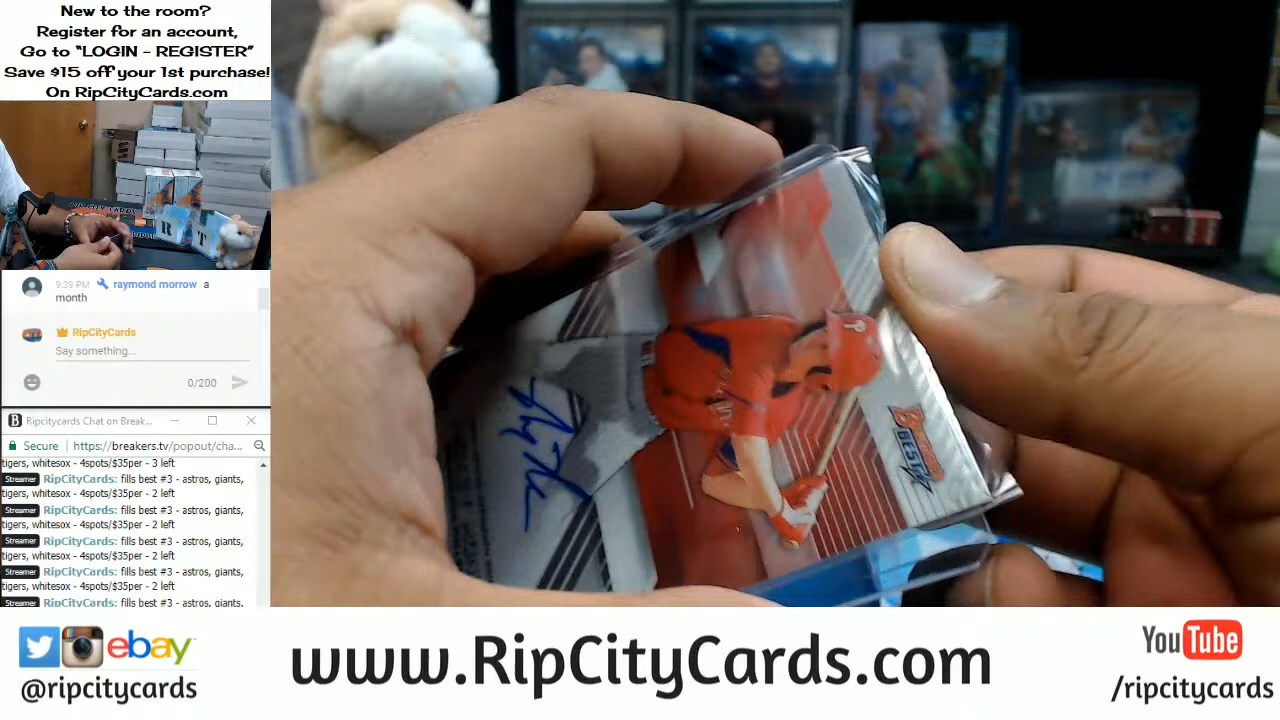 New to the room?
Register for an account,
Go to "LOGIN - REGISTER"
Save $15 off your 1st purchase!
On RipCityCards.com
R T
9:29 PM raymond morrow a
month
RipCityCards
Say something...
0/200
Ripcitycards Chat on Break...
Secure https://breakers.tv/popout/cha...
tigers, whitesox - 4spots/$35per - 3 left
Streamer RipCityCards: fills best #3 - astros, giants,
tigers, whitesox - 4spots/$35per - 2 left
Streamer RipCityCards: fills best #3 - astros, giants,
tigers, whitesox - 4spots/$35per - 2 left
Streamer RipCityCards: fills best #3 - astros, giants,
tigers, whitesox - 4spots/$35per - 2 left
Streamer RipCityCards: fills best #3 - astros, giants,
tigers, whitesox - 4spots/$35per - 2 left
Streamer RipCityCards: fills best #3 - astros, giants,
Bowman's
BEST
ebay
@ripcitycards
www.RipCityCards.com
YouTube
/ripcitycards